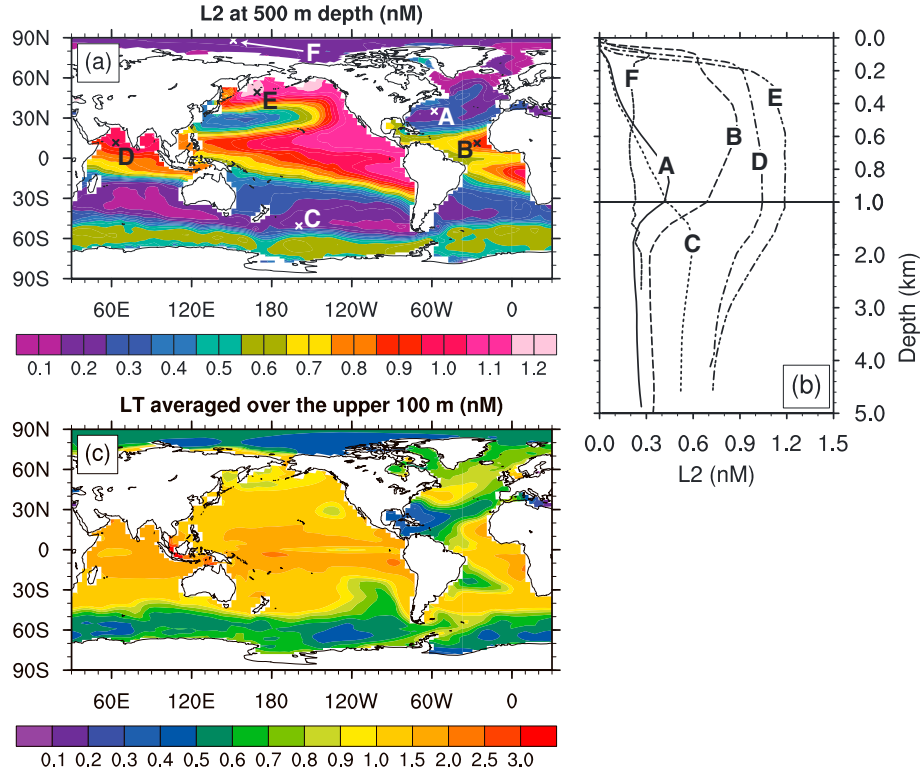 L2 at 500 m depth (nM)
90N
60N
30N
0
30S
60S
90S
(a)
F
E
A
D
B
C
60E 120E 180 120W 60W 0
0.1 0.2 0.3 0.4 0.5 0.6 0.7 0.8 0.9 1.0 1.1 1.2
0.0
0.2
0.4
0.6
0.8
1.0
2.0
3.0
4.0
5.0
Depth (km)
F
E
B
D
A
C
(b)
0.0 0.3 0.6 0.9 1.2 1.5
L2 (nM)
LT averaged over the upper 100 m (nM)
90N
60N
30N
0
30S
60S
90S
(c)
60E 120E 180 120W 60W 0
0.1 0.2 0.3 0.4 0.5 0.6 0.7 0.8 0.9 1.0 1.5 2.0 2.5 3.0